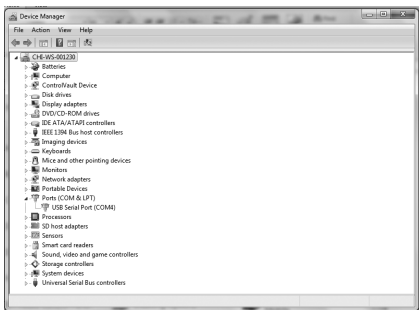 Device Manager
File Action View Help
CHI-WS-001230
Batteries
Computer
ControlVault Device
Disk drives
Display adapters
DVD/CD-ROM drives
IDE ATA/ATAPI controllers
IEEE 1394 Bus host controllers
Imaging devices
Keyboards
Mice and other pointing devices
Monitors
Network adapters
Portable Devices
Ports (COM & LPT)
USB Serial Port (COM4)
Processors
SD host adapters
Sensors
Smart card readers
Sound, video and game controllers
Storage controllers
System devices
Universal Serial Bus controllers